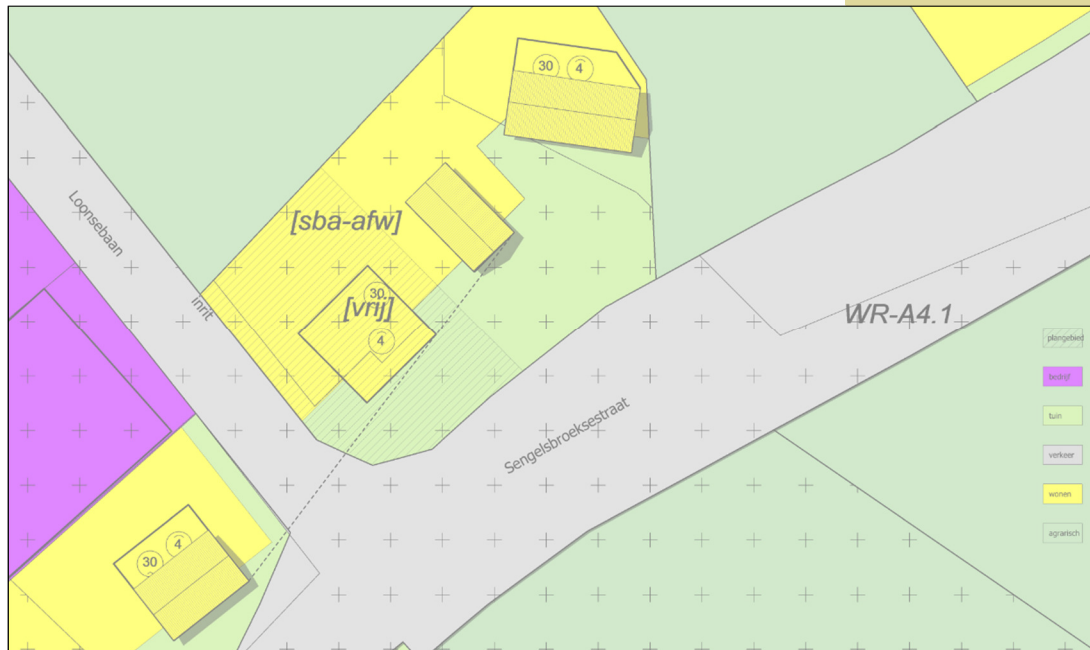 30 4
[sba-afw]
Loonsebaan
Inrit
30
[vrij]
4
WR-A4.1
Sengelsbroeksestraat
30 4
plangebied
bedrijf
tuin
verkeer
wonen
agrarisch